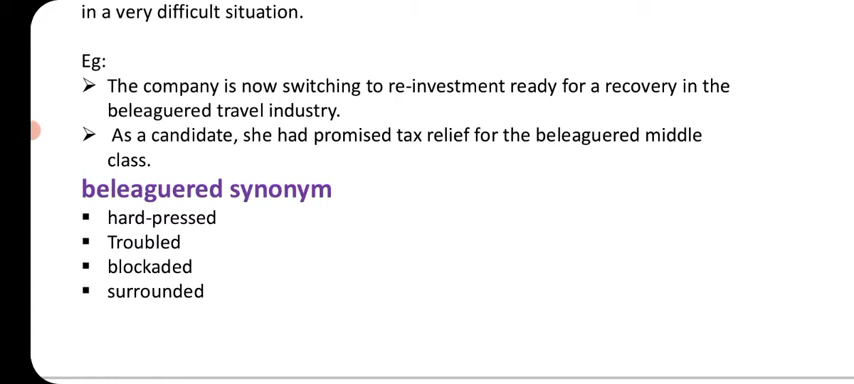 in a very difficult situation.
Eg:
➢ The company is now switching to re-investment ready for a recovery in the
beleaguered travel industry.
➢ As a candidate, she had promised tax relief for the beleaguered middle
class.
beleaguered synonym
▪ hard-pressed
▪ Troubled
▪ blockaded
▪ surrounded